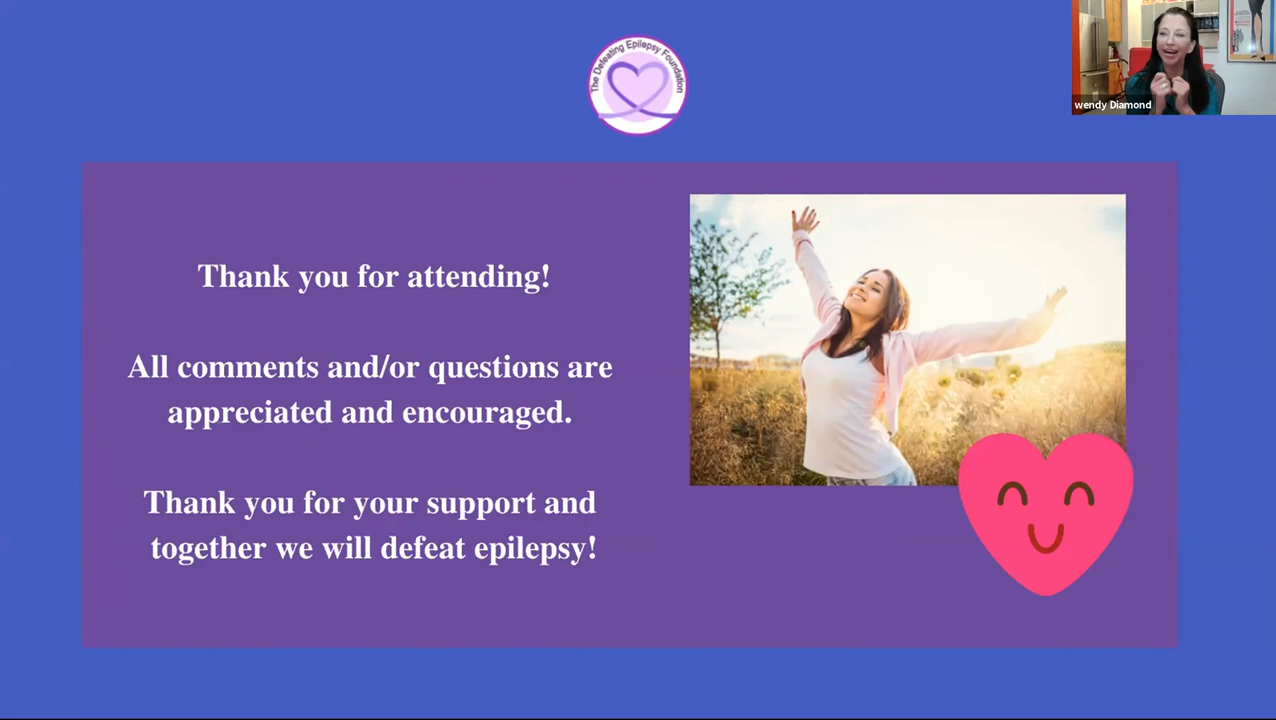 The Defeating Epilepsy Foundation
wendy Diamond
Thank you for attending!
All comments and/or questions are
appreciated and encouraged.
Thank you for your support and
together we will defeat epilepsy!